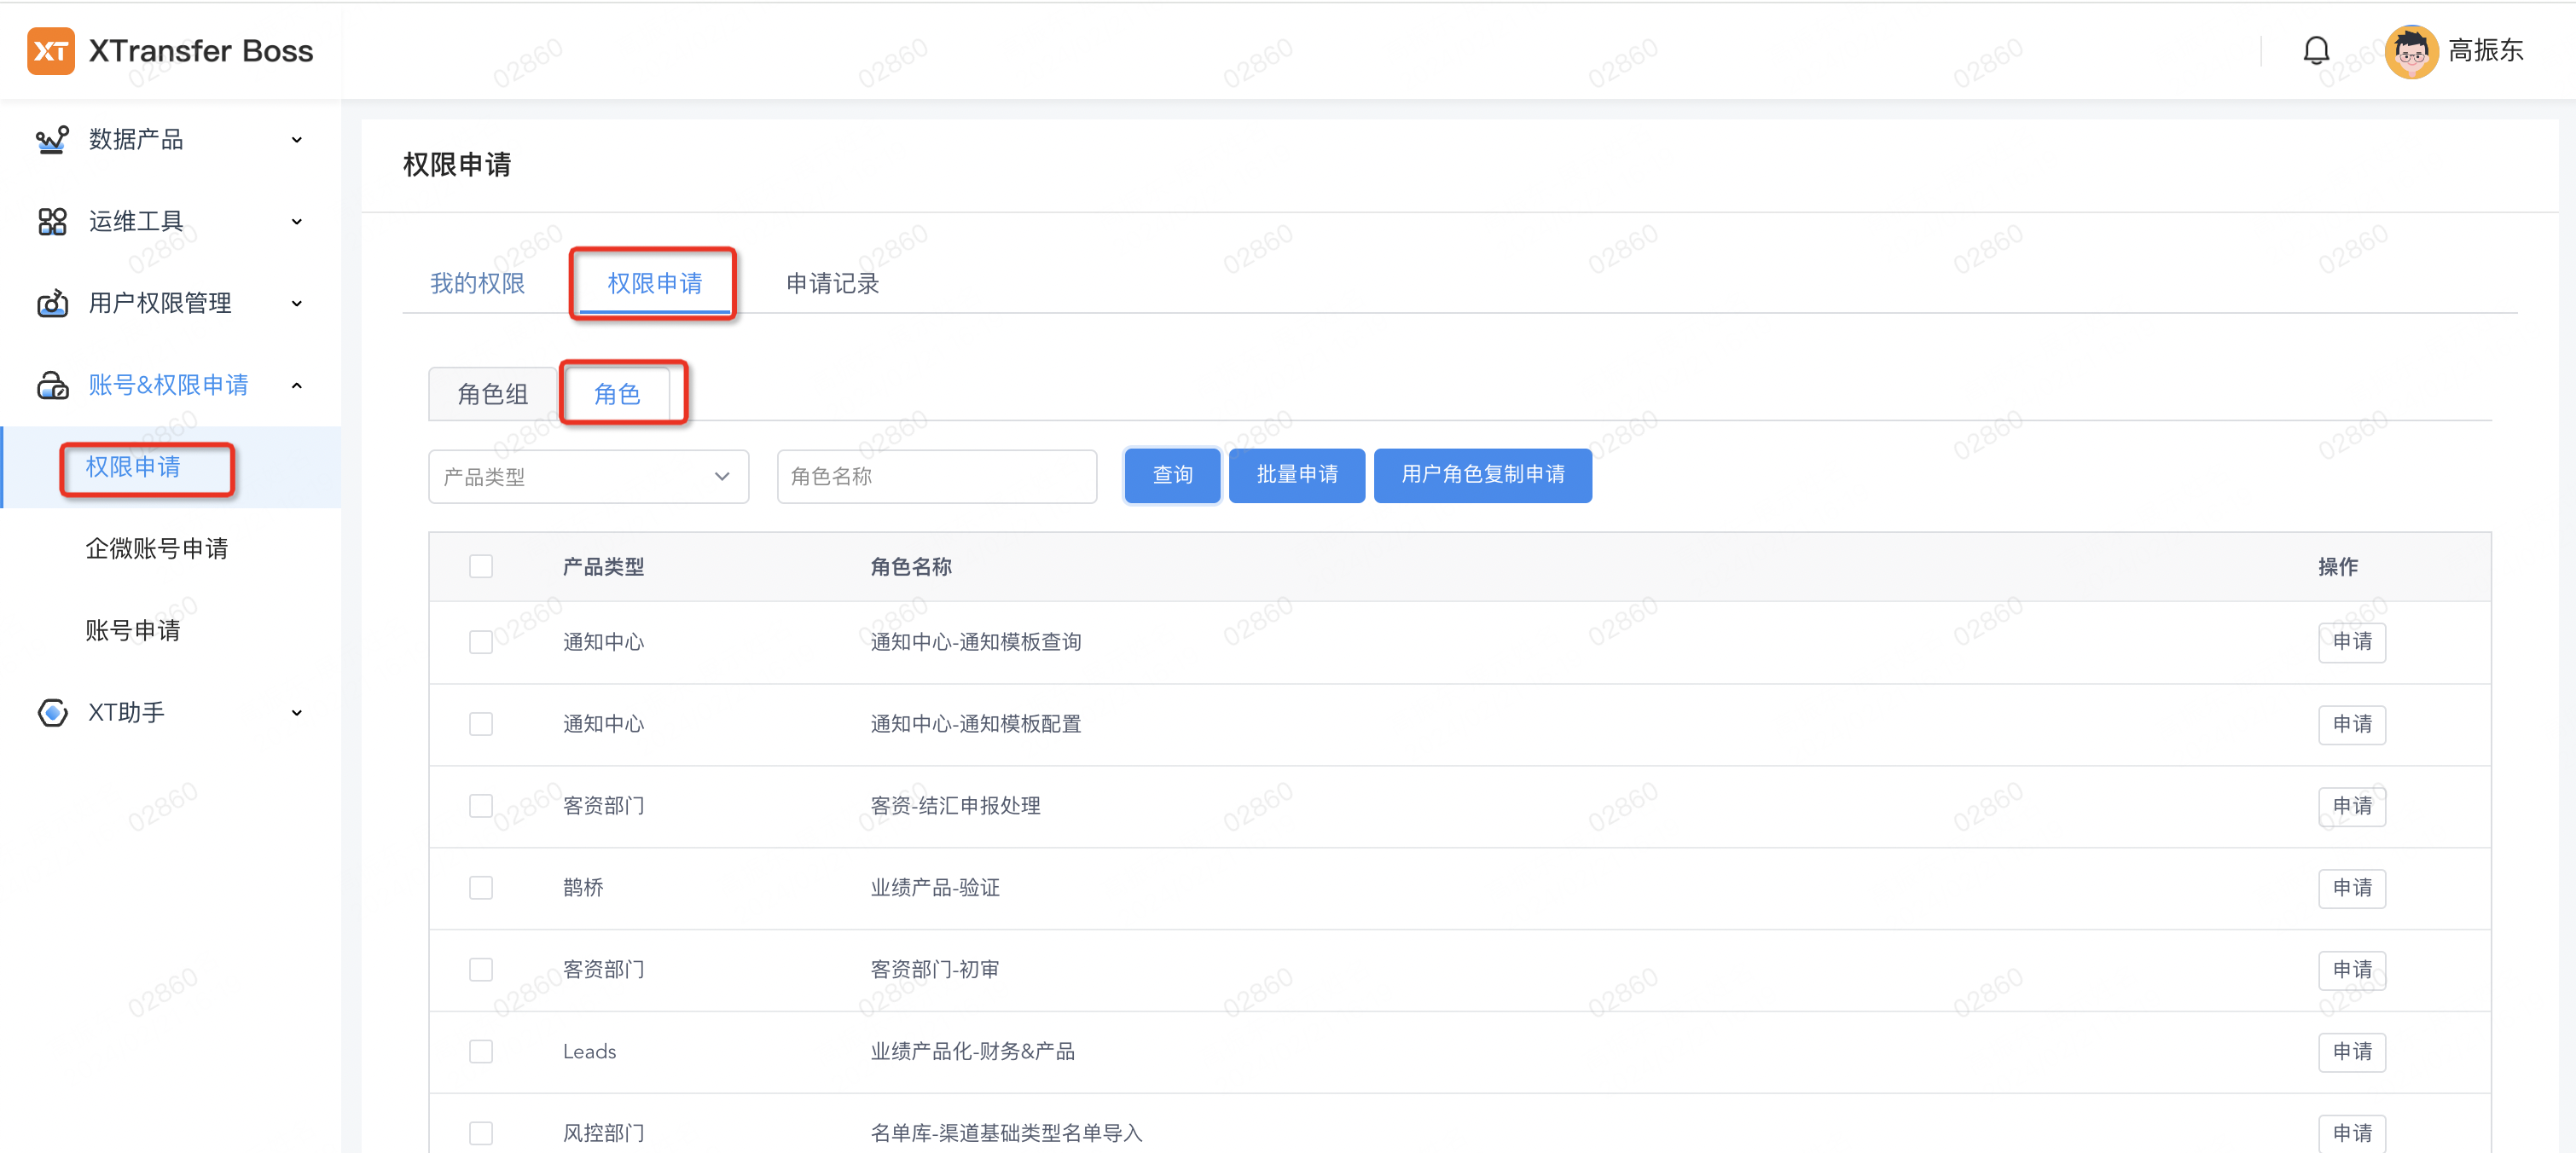 XT XTransfer Boss
高振东
数据产品
运维工具
用户权限管理
账号&权限申请
权限申请
企微账号申请
账号申请
XT助手
权限申请
我的权限 权限申请 申请记录
角色组 角色
产品类型 角色名称 查询 批量申请 用户角色复制申请
产品类型 角色名称 操作
通知中心 通知中心-通知模板查询 申请
通知中心 通知中心-通知模板配置 申请
客资部门 客资-结汇申报处理 申请
鹊桥 业绩产品-验证 申请
客资部门 客资部门-初审 申请
Leads 业绩产品化-财务&产品 申请
风控部门 名单库-渠道基础类型名单导入 申请
02860